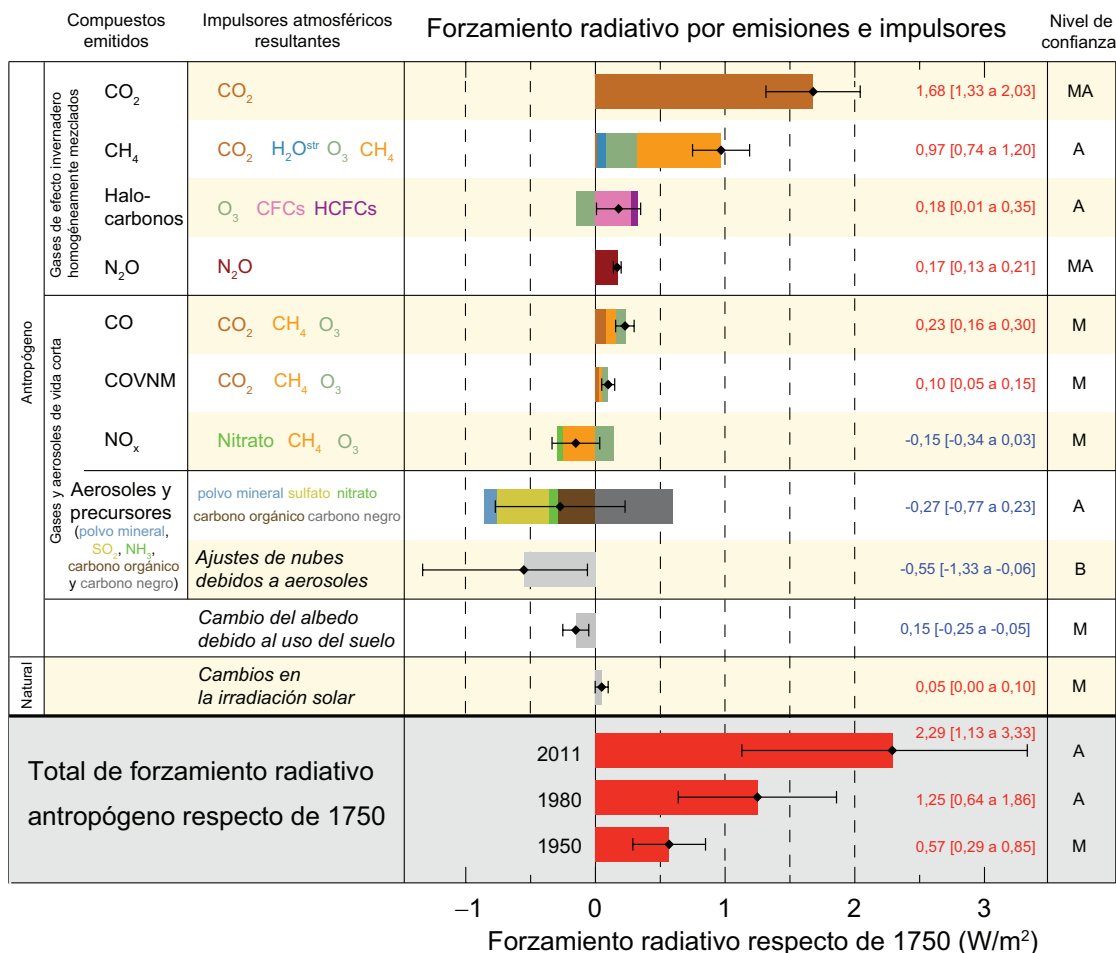 Compuestos emitidos
Impulsores atmosféricos resultantes
Forzamiento radiativo por emisiones e impulsores
Nivel de confianza
Antropógeno
Gases de efecto invernadero homogéneamente mezclados
CO₂
CO₂
1,68 [1,33 a 2,03]
MA
CH₄
CO₂ H₂Oˢᵗʳ O₃ CH₄
0,97 [0,74 a 1,20]
A
Halo-
carbonos
O₃ CFCs HCFCs
0,18 [0,01 a 0,35]
A
N₂O
N₂O
0,17 [0,13 a 0,21]
MA
Gases y aerosoles de vida corta
CO
CO₂ CH₄ O₃
0,23 [0,16 a 0,30]
M
COVNM
CO₂ CH₄ O₃
0,10 [0,05 a 0,15]
M
NOₓ
Nitrato CH₄ O₃
-0,15 [-0,34 a 0,03]
M
Aerosoles y
precursores
(polvo mineral,
SO₂, NH₃,
carbono orgánico
y carbono negro)
polvo mineral sulfato nitrato
carbono orgánico carbono negro
-0,27 [-0,77 a 0,23]
A
Ajustes de nubes
debidos a aerosoles
-0,55 [-1,33 a -0,06]
B
Cambio del albedo
debido al uso del suelo
0,15 [-0,25 a -0,05]
M
Natural
Cambios en
la irradiación solar
0,05 [0,00 a 0,10]
M
Total de forzamiento radiativo
antropógeno respecto de 1750
2011
2,29 [1,13 a 3,33]
A
1980
1,25 [0,64 a 1,86]
A
1950
0,57 [0,29 a 0,85]
M
−1 0 1 2 3
Forzamiento radiativo respecto de 1750 (W/m²)